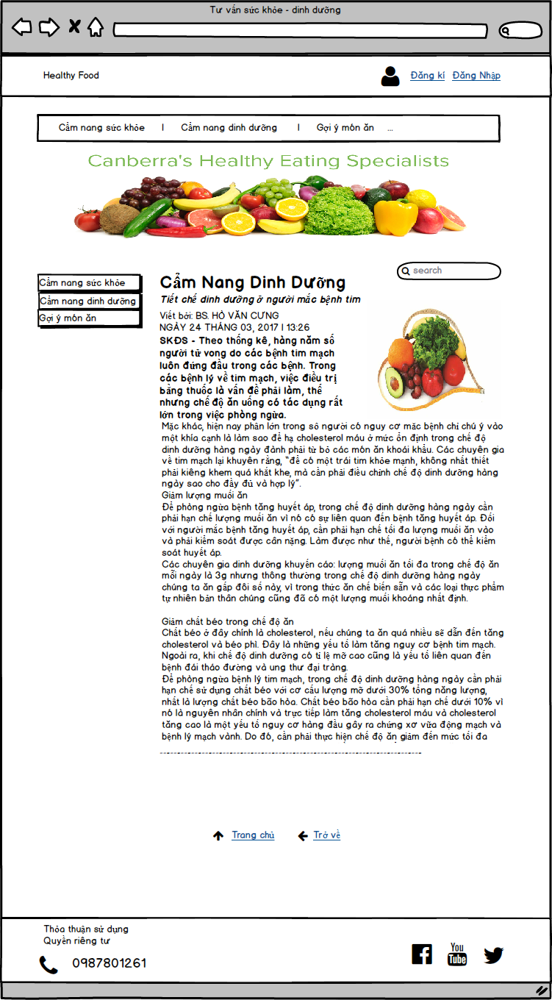 Tư vấn sức khỏe - dinh dưỡng
Healthy Food
Đăng kí Đăng Nhập
Cẩm nang sức khỏe | Cẩm nang dinh dưỡng | Gợi ý món ăn ...
Canberra's Healthy Eating Specialists
search
Cẩm nang sức khỏe
Cẩm nang dinh dưỡng
Gợi ý món ăn
Cẩm Nang Dinh Dưỡng
Tiết chế dinh dưỡng ở người mắc bệnh tim
Viết bởi: BS. HỒ VĂN CƯNG
NGÀY 24 THÁNG 03, 2017 | 13:26
SKĐS - Theo thống kê, hàng năm số
người tử vong do các bệnh tim mạch
luôn đứng đầu trong các bệnh. Trong
các bệnh lý về tim mạch, việc điều trị
bằng thuốc là vấn đề phải làm, thế
nhưng chế độ ăn uống có tác dụng rất
lớn trong việc phòng ngừa.
Mặc khác, hiện nay phần lớn trong số người có nguy cơ mắc bệnh chỉ chú ý vào
một khía cạnh là làm sao để hạ cholesterol máu ở mức ổn định trong chế độ
dinh dưỡng hàng ngày đành phải từ bỏ các món ăn khoái khẩu. Các chuyên gia
về tim mạch lại khuyên rằng, "để có một trái tim khỏe mạnh, không nhất thiết
phải kiêng khem quá khắt khe, mà cần phải điều chỉnh chế độ dinh dưỡng hàng
ngày sao cho đầy đủ và hợp lý".
Giảm lượng muối ăn
Để phòng ngừa bệnh tăng huyết áp, trong chế độ dinh dưỡng hàng ngày cần
phải hạn chế lượng muối ăn vì nó có sự liên quan đến bệnh tăng huyết áp. Đối
với người mắc bệnh tăng huyết áp, cần phải hạn chế tối đa lượng muối ăn vào
và phải kiểm soát được cân nặng. Làm được như thế, người bệnh có thể kiểm
soát huyết áp.
Các chuyên gia dinh dưỡng khuyến cáo: lượng muối ăn tối đa trong chế độ ăn
mỗi ngày là 3g nhưng thông thường trong chế độ dinh dưỡng hàng ngày
chúng ta ăn gấp đôi số này, vì trong thức ăn chế biến sẵn và các loại thực phẩm
tự nhiên bản thân chúng cũng đã có một lượng muối khoáng nhất định.
Giảm chất béo trong chế độ ăn
Chất béo ở đây chính là cholesterol, nếu chúng ta ăn quá nhiều sẽ dẫn đến tăng
cholesterol và béo phì. Đây là những yếu tố làm tăng nguy cơ bệnh tim mạch.
Ngoài ra, khi chế độ dinh dưỡng có tỉ lệ mỡ cao cũng là yếu tố liên quan đến
bệnh đái tháo đường và ung thư đại tràng.
Để phòng ngừa bệnh lý tim mạch, trong chế độ dinh dưỡng hàng ngày cần phải
hạn chế sử dụng chất béo với cơ cấu lượng mỡ dưới 30% tổng năng lượng,
nhất là lượng chất béo bão hòa. Chất béo bão hòa cần phải hạn chế dưới 10% vì
nó là nguyên nhân chính và trực tiếp làm tăng cholesterol máu và cholesterol
tăng cao là một yếu tố nguy cơ hàng đầu gây ra chứng xơ vữa động mạch và
bệnh lý mạch vành. Do đó, cần phải thực hiện chế độ ăn giảm đến mức tối đa
Trang chủ Trở về
Thỏa thuận sử dụng
Quyền riêng tư
0987801261
You
Tube